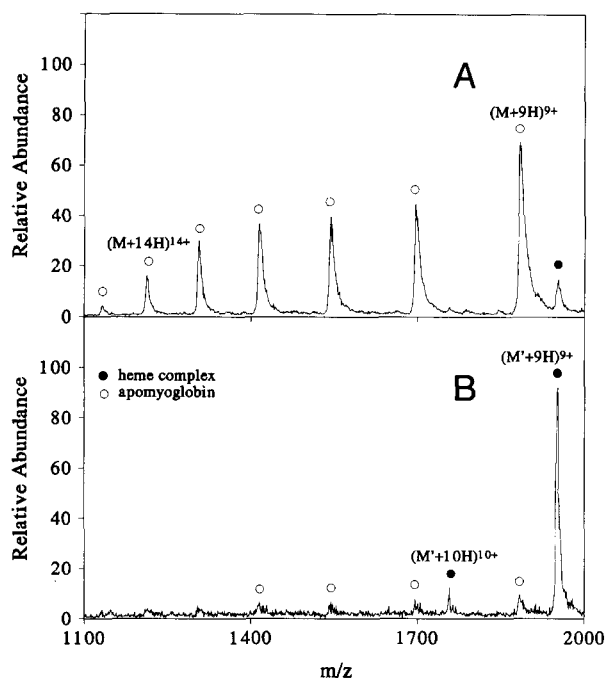 A
(M+9H)9+
(M+14H)14+
Relative Abundance
100
80
60
40
20
0
B
heme complex
apomyoglobin
(M'+9H)9+
(M'+10H)10+
Relative Abundance
100
80
60
40
20
0
1100
1400
1700
2000
m/z